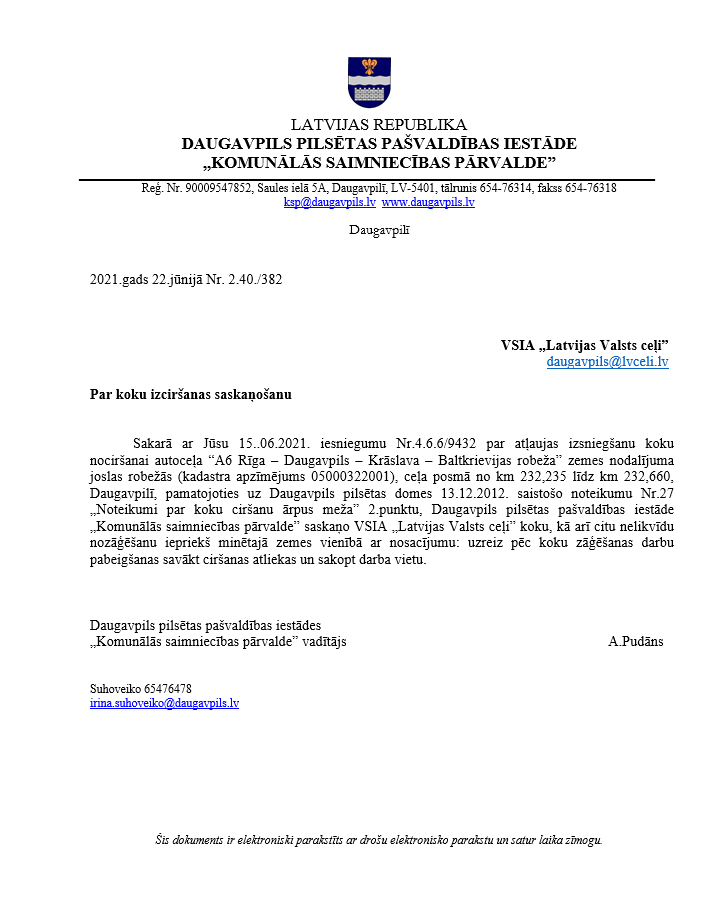 LATVIJAS REPUBLIKA
DAUGAVPILS PILSĒTAS PAŠVALDĪBAS IESTĀDE
„KOMUNĀLĀS SAIMNIECĪBAS PĀRVALDE”
Reģ. Nr. 90009547852, Saules ielā 5A, Daugavpilī, LV-5401, tālrunis 654-76314, fakss 654-76318
ksp@daugavpils.lv www.daugavpils.lv
Daugavpilī
2021.gads 22.jūnijā Nr. 2.40./382
VSIA „Latvijas Valsts ceļi”
daugavpils@lvceli.lv
Par koku izciršanas saskaņošanu
Sakarā ar Jūsu 15..06.2021. iesniegumu Nr.4.6.6/9432 par atļaujas izsniegšanu koku
nociršanai autoceļa “A6 Rīga – Daugavpils – Krāslava – Baltkrievijas robeža” zemes nodalījuma
joslas robežās (kadastra apzīmējums 05000322001), ceļa posmā no km 232,235 līdz km 232,660,
Daugavpilī, pamatojoties uz Daugavpils pilsētas domes 13.12.2012. saistošo noteikumu Nr.27
„Noteikumi par koku ciršanu ārpus meža” 2.punktu, Daugavpils pilsētas pašvaldības iestāde
„Komunālās saimniecības pārvalde” saskaņo VSIA „Latvijas Valsts ceļi” koku, kā arī citu nelikvīdu
nozāģēšanu iepriekš minētajā zemes vienībā ar nosacījumu: uzreiz pēc koku zāģēšanas darbu
pabeigšanas savākt ciršanas atliekas un sakopt darba vietu.
Daugavpils pilsētas pašvaldības iestādes
„Komunālās saimniecības pārvalde” vadītājs A.Pudāns
Suhoveiko 65476478
irina.suhoveiko@daugavpils.lv
Šis dokuments ir elektroniski parakstīts ar drošu elektronisko parakstu un satur laika zīmogu.